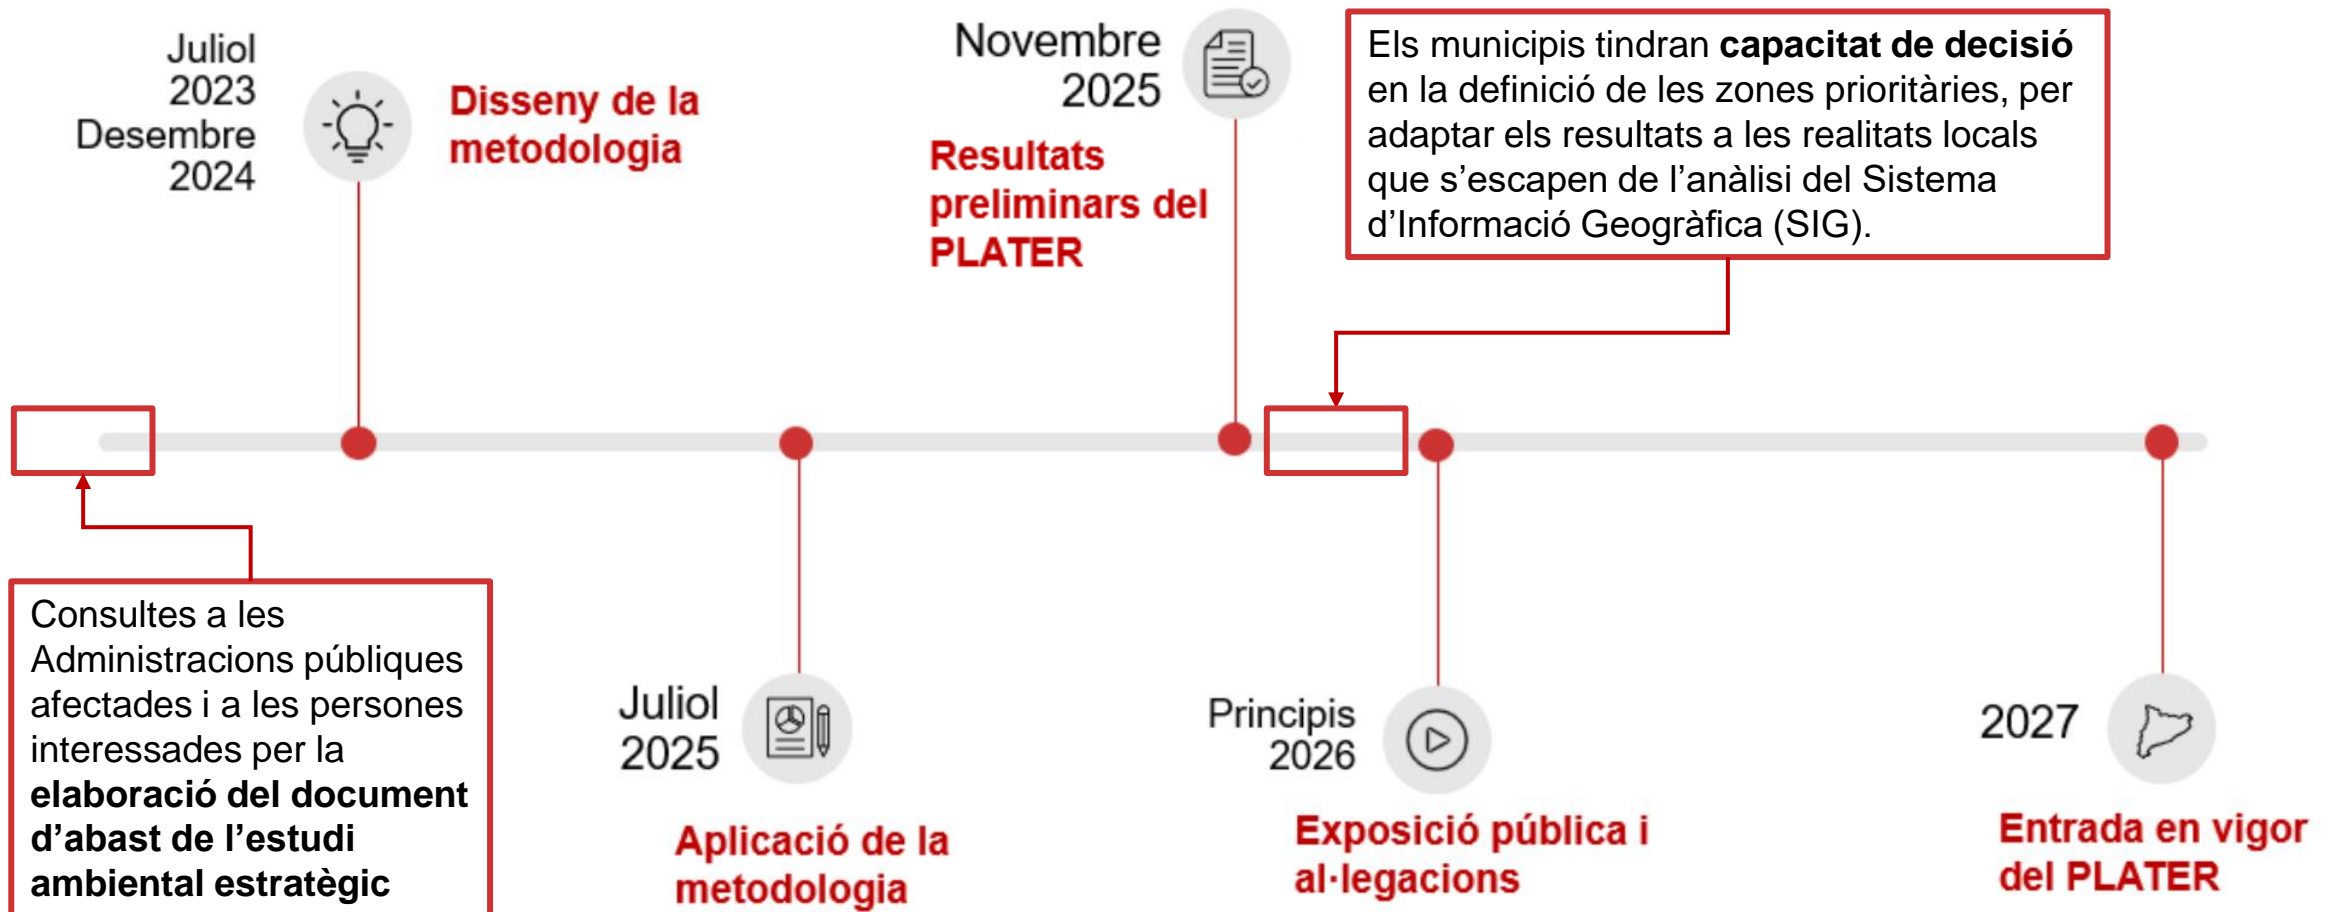 Juliol
2023
Desembre
2024
Disseny de la
metodologia
Novembre
2025
Resultats
preliminars del
PLATER
Els municipis tindran capacitat de decisió
en la definició de les zones prioritàries, per
adaptar els resultats a les realitats locals
que s’escapen de l’anàlisi del Sistema
d’Informació Geogràfica (SIG).
Consultes a les
Administracions públiques
afectades i a les persones
interessades per la
elaboració del document
d’abast de l’estudi
ambiental estratègic
Juliol
2025
Aplicació de la
metodologia
Principis
2026
Exposició pública i
al·legacions
2027
Entrada en vigor
del PLATER